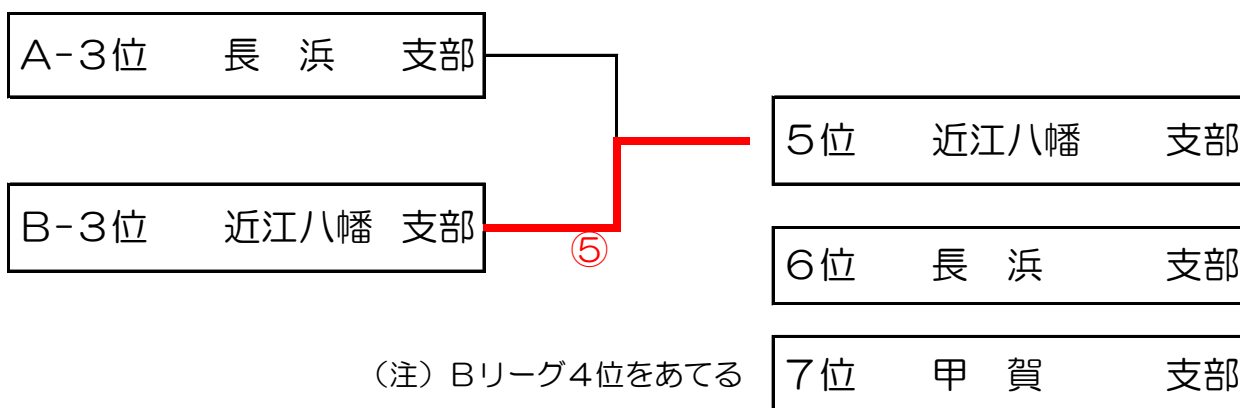 A-３位　長　浜　支部
５位　近江八幡　支部
B-３位　近江八幡　支部
⑤
６位　長　浜　支部
（注）Ｂリーグ４位をあてる
７位　甲　賀　支部